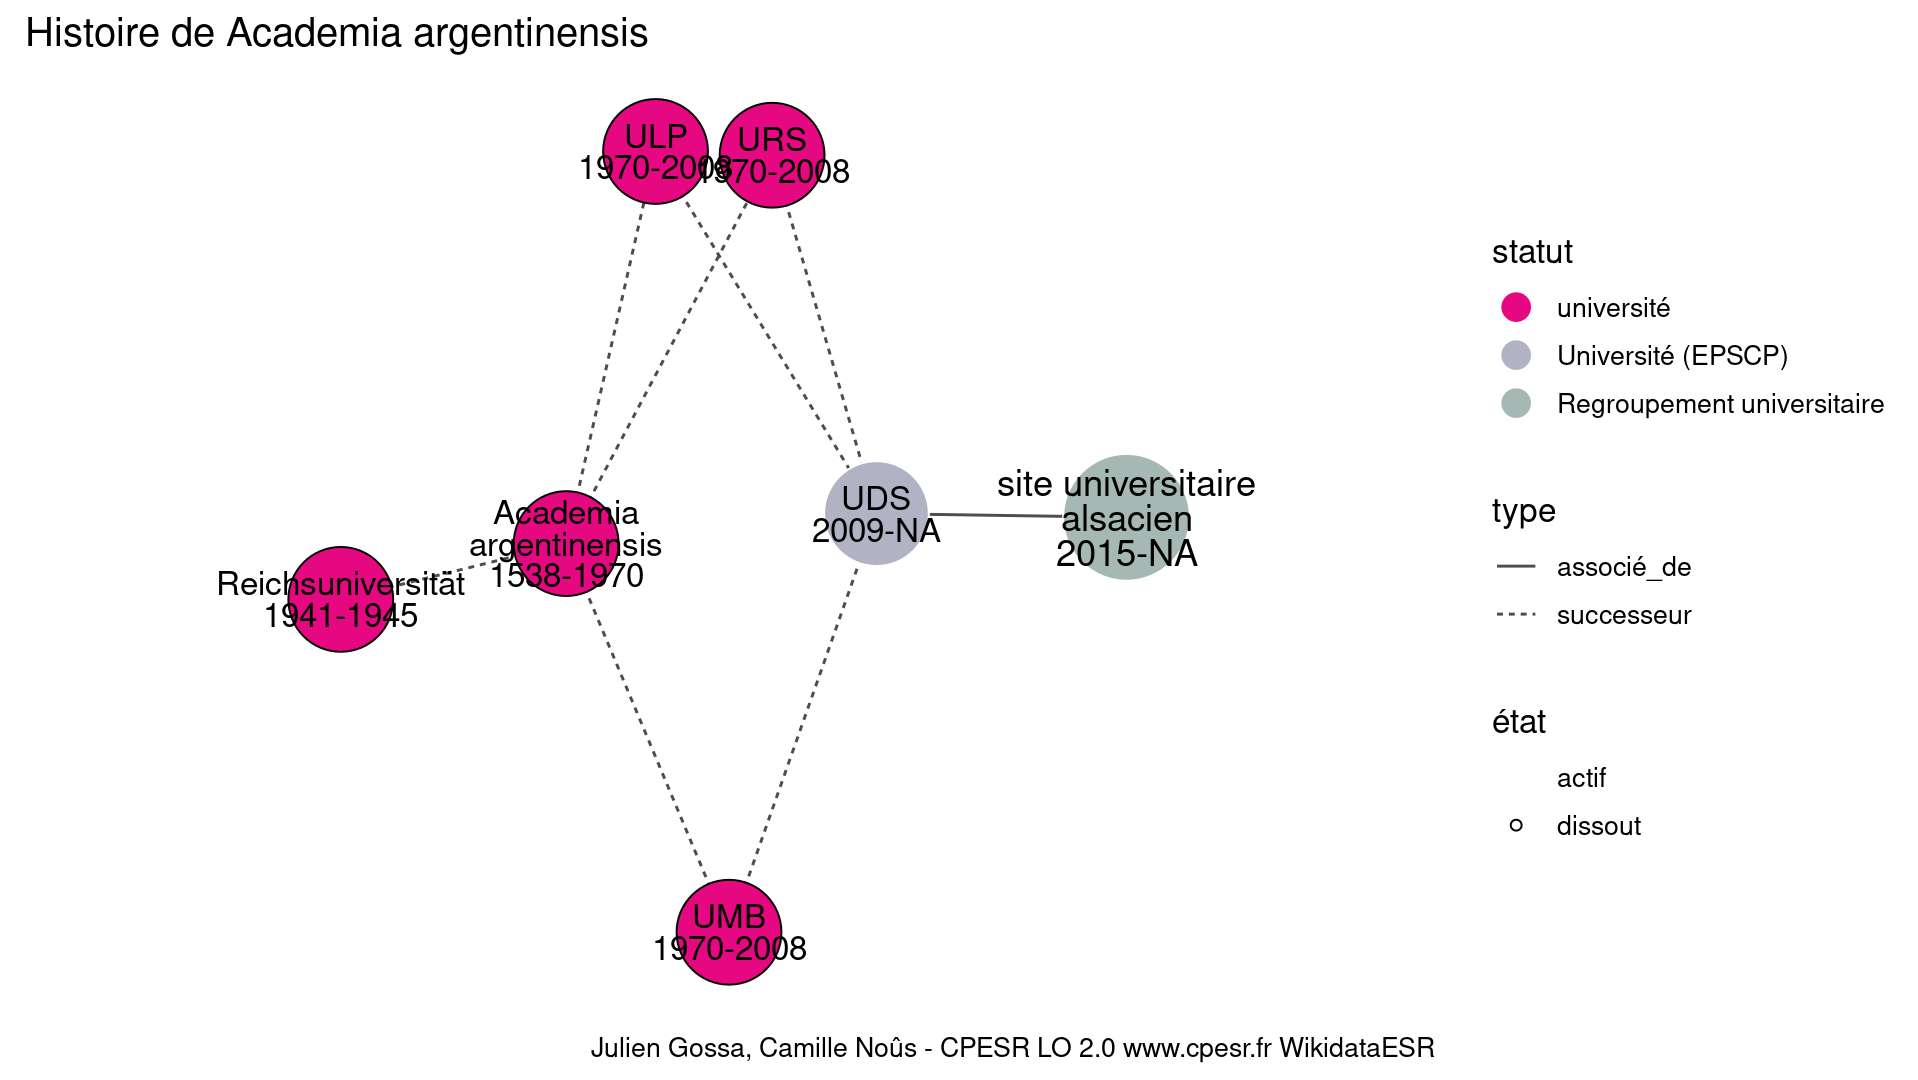 Histoire de Academia argentinensis
ULP
1970-2008
URS
1970-2008
statut
université
Université (EPSCP)
Regroupement universitaire
site universitaire
alsacien
2015-NA
UDS
2009-NA
Academia
argentinensis
1538-1970
Reichsuniversität
1941-1945
type
associé_de
successeur
état
actif
dissout
UMB
1970-2008
Julien Gossa, Camille Noûs - CPESR LO 2.0 www.cpesr.fr WikidataESR